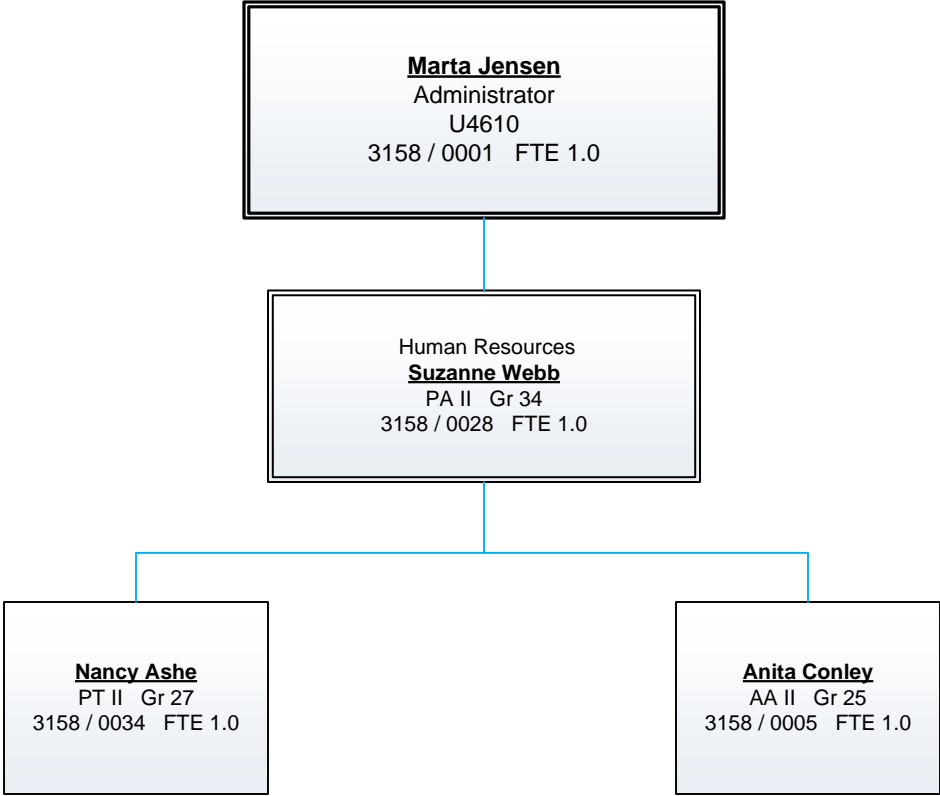 Marta Jensen
Administrator
U4610
3158 / 0001   FTE 1.0
Human Resources
Suzanne Webb
PA II   Gr 34
3158 / 0028   FTE 1.0
Nancy Ashe
PT II   Gr 27
3158 / 0034   FTE 1.0
Anita Conley
AA II   Gr 25
3158 / 0005   FTE 1.0